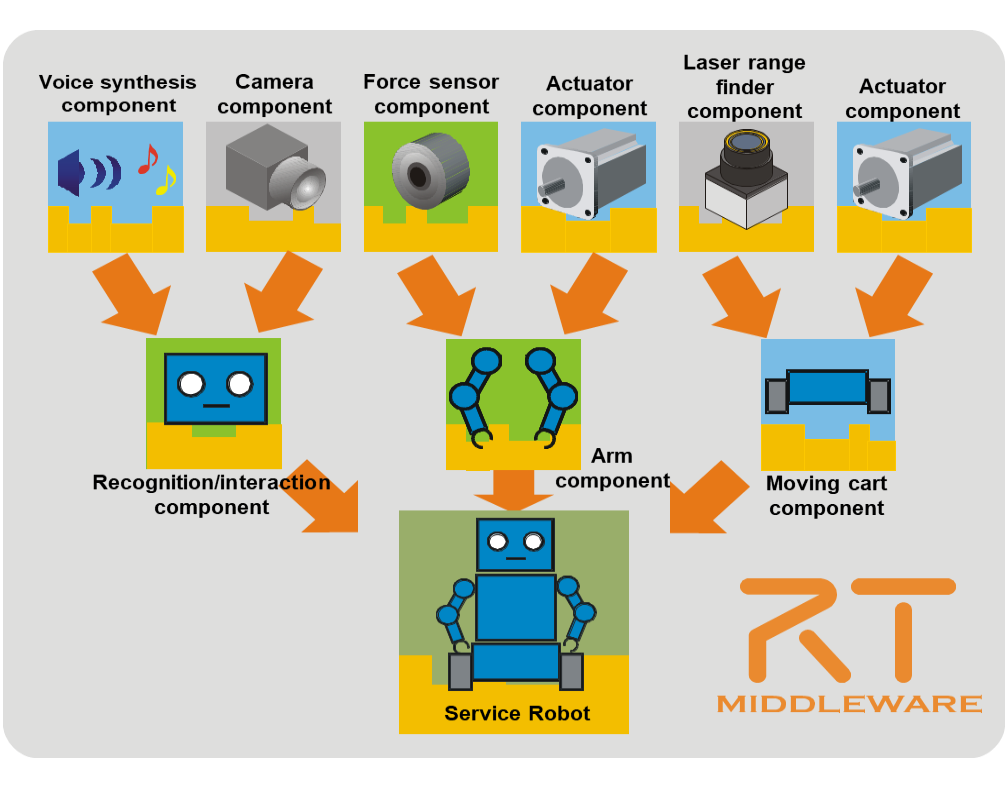 Voice synthesis
component
Camera
component
Force sensor
component
Actuator
component
Laser range
finder
component
Actuator
component
Recognition/interaction
component
Arm
component
Moving cart
component
Service Robot
RT
MIDDLEWARE